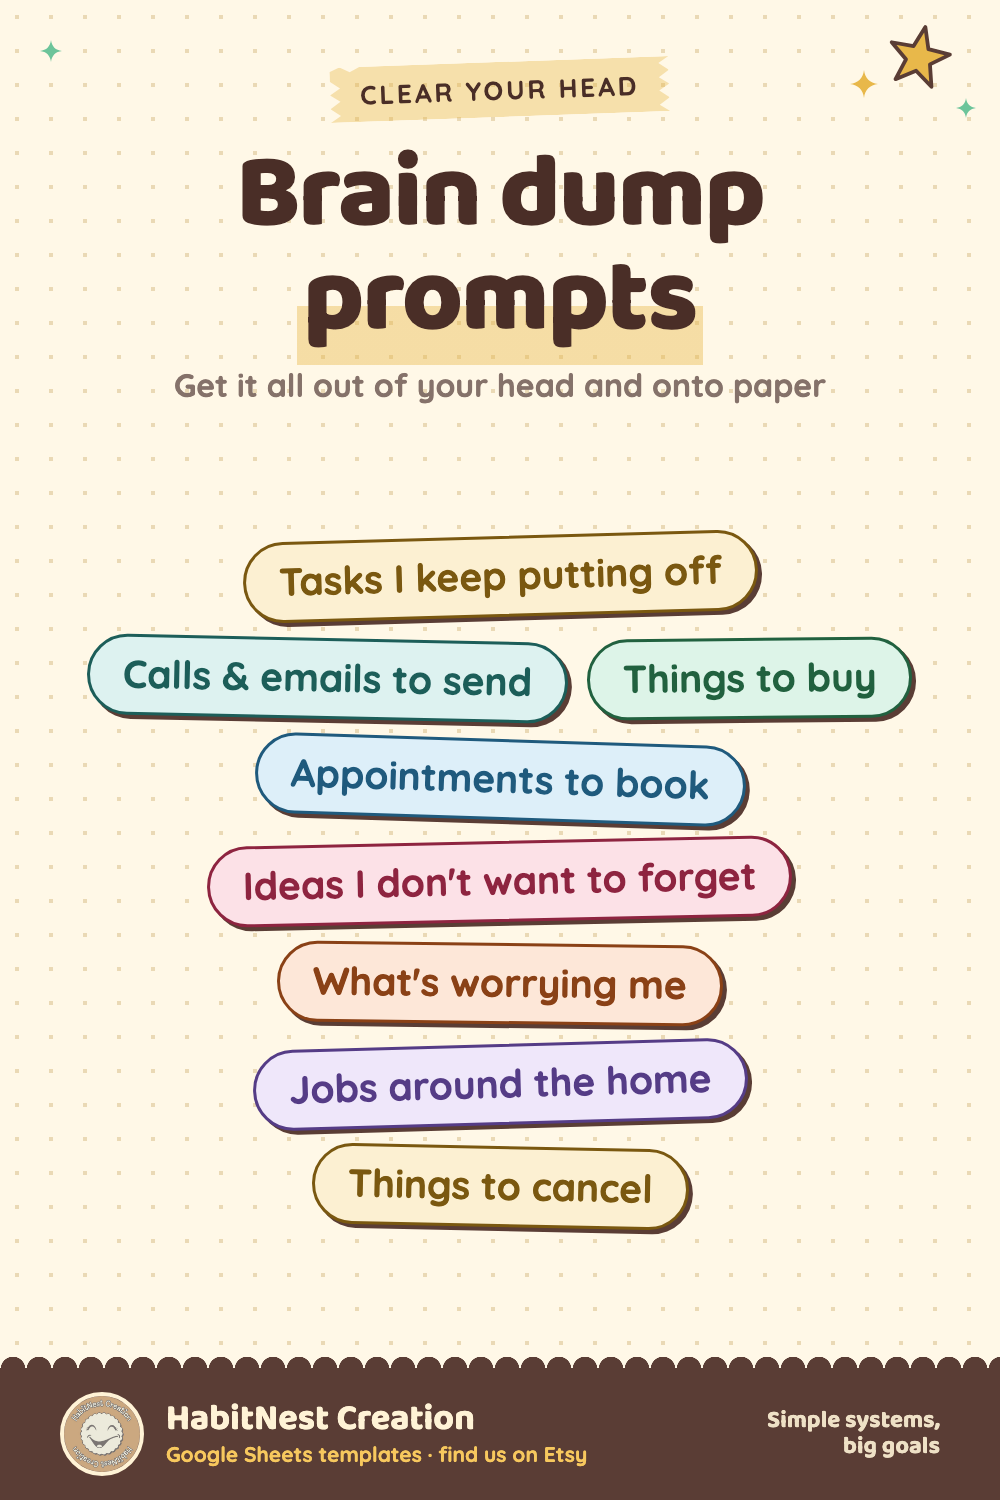 CLEAR YOUR HEAD
Brain dump
prompts
Get it all out of your head and onto paper
Tasks I keep putting off
Calls & emails to send
Things to buy
Appointments to book
Ideas I don't want to forget
What's worrying me
Jobs around the home
Things to cancel
HabitNest Creation
HabitNest Creation
Google Sheets templates · find us on Etsy
Simple systems,
big goals